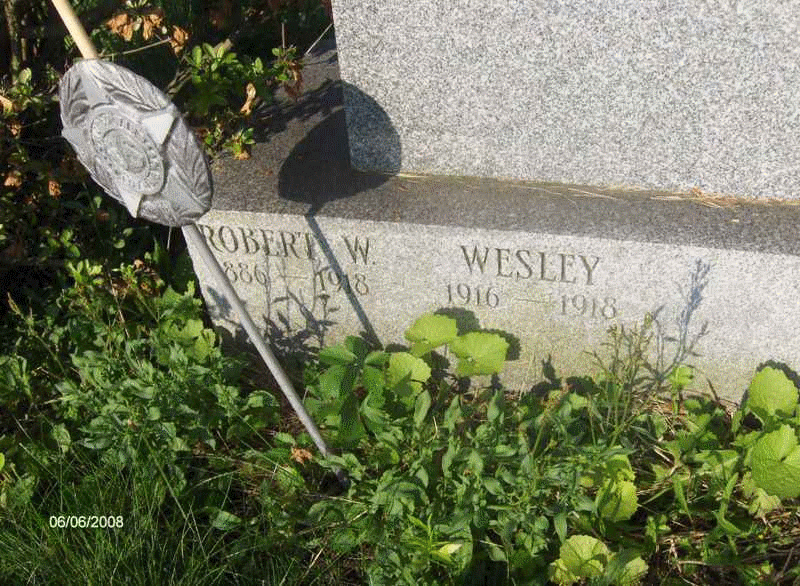 ROBERT W.
1886 — 1918
WESLEY
1916 — 1918
06/06/2008